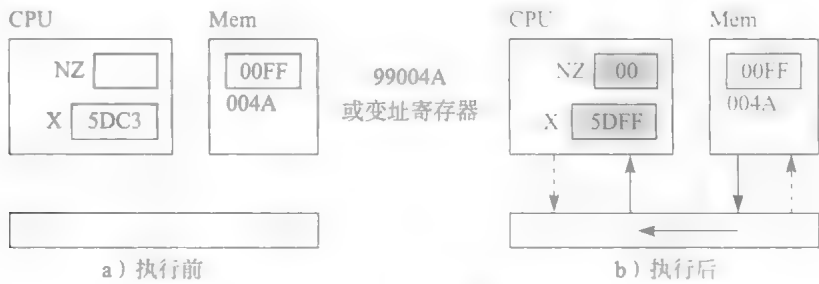 CPU Mem
NZ 00FF
004A
X 5DC3
99004A
或变址寄存器
CPU Mem
NZ 00 00FF
004A
X 5DFF
a）执行前
b）执行后